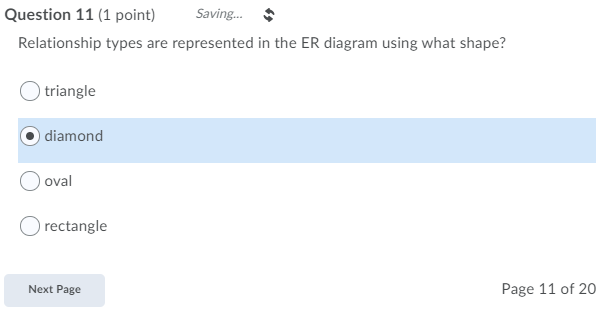 Question 11 (1 point) Saving...
Relationship types are represented in the ER diagram using what shape?
triangle
diamond
oval
rectangle
Next Page Page 11 of 20